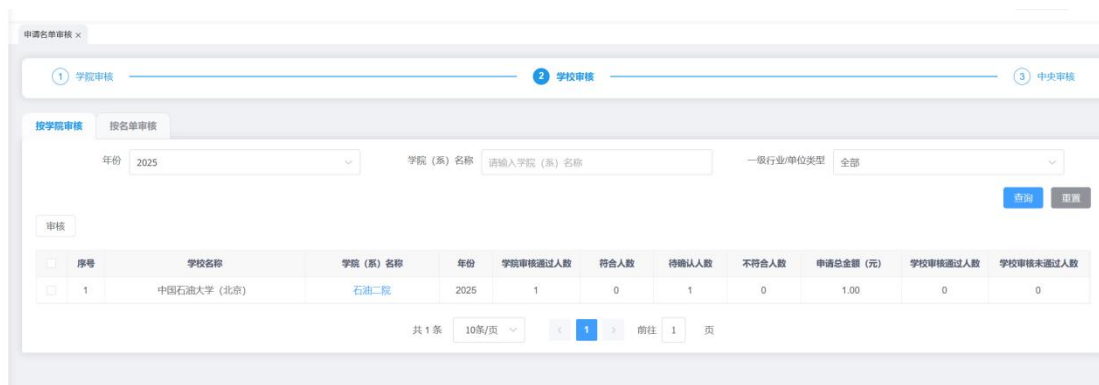 申请名单审核 ×
1 学院审核 2 学校审核 3 中央审核
按学院审核 按名单审核
年份 2025 学院（系）名称 请输入学院（系）名称 一级行业/单位类型 全部
查询 重置
审核
序号 学校名称 学院（系）名称 年份 学院审核通过人数 符合人数 待确认人数 不符合人数 申请总金额（元） 学校审核通过人数 学校审核未通过人数
1 中国石油大学（北京） 石油二院 2025 1 0 1 0 1.00 0 0
共 1 条 10条/页 < 1 > 前往 1 页